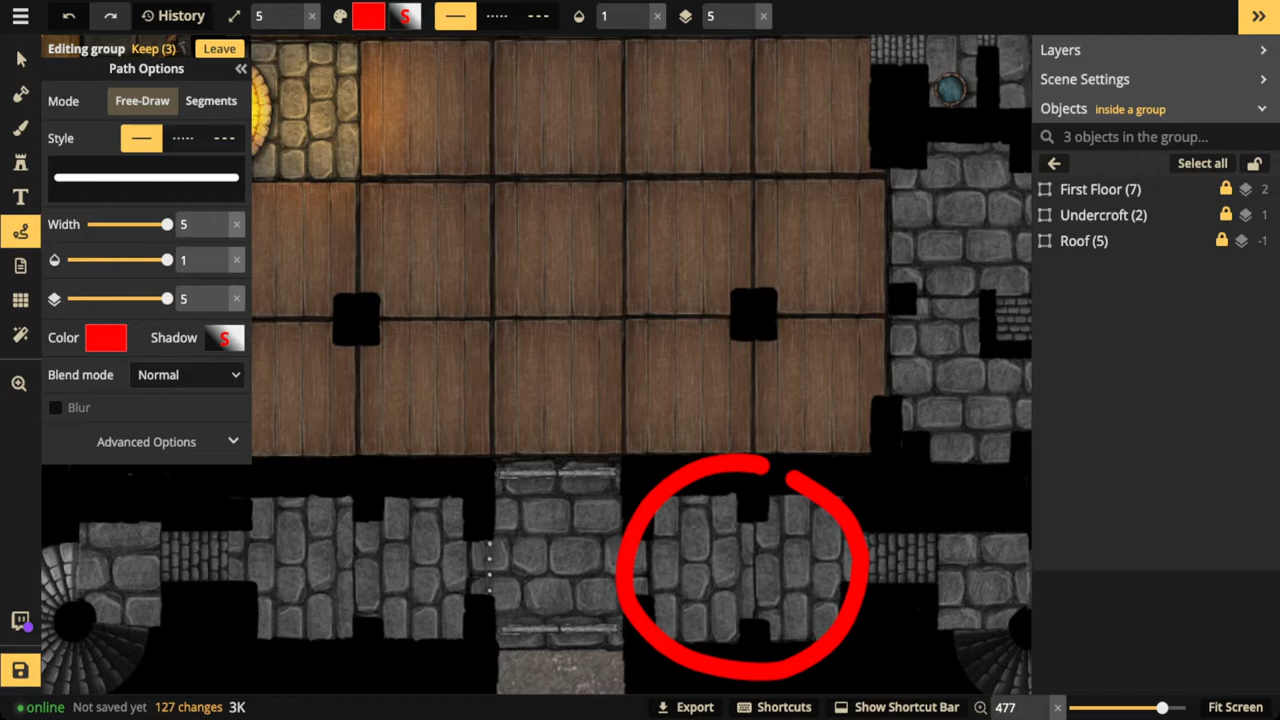 History
5 ×
S
1 ×
5 ×
Editing group Keep (3) Leave
Path Options
Mode Free-Draw Segments
Style
Width 5 ×
1 ×
5 ×
Color Shadow S
Blend mode Normal
Blur
Advanced Options
Layers
Scene Settings
Objects inside a group
3 objects in the group...
Select all
First Floor (7) 2
Undercroft (2) 1
Roof (5) -1
T
online Not saved yet 127 changes 3K
Export Shortcuts Show Shortcut Bar 477 × Fit Screen